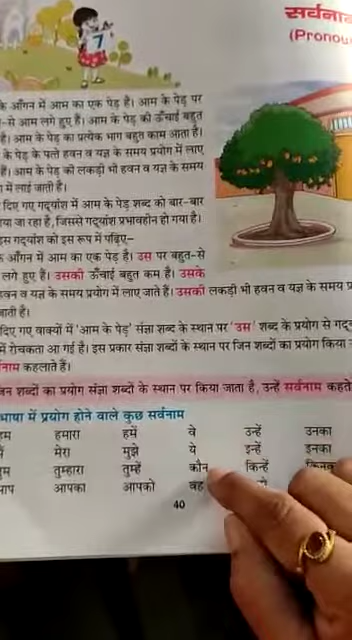 7
सर्वना
(Pronou
के आँगन में आम का एक पेड़ है। आम के पेड़ पर
-से आम लगे हुए हैं। आम के पेड़ की ऊँचाई बहुत
है। आम के पेड़ का प्रत्येक भाग बहुत काम आता है।
के पेड़ के पत्ते हवन व यज्ञ के समय प्रयोग में लाए
हैं। आम के पेड़ की लकड़ी भी हवन व यज्ञ के समय
में लाई जाती है।
दिए गए गद्यांश में आम के पेड़ शब्द को बार-बार
या जा रहा है, जिससे गद्यांश प्रभावहीन हो गया है।
इस गद्यांश को इस रूप में पढ़िए–
आँगन में आम का एक पेड़ है। उस पर बहुत-से
लगे हुए हैं। उसकी ऊँचाई बहुत कम है। उसके
हवन व यज्ञ के समय प्रयोग में लाए जाते हैं। उसकी लकड़ी भी हवन व यज्ञ के समय प्र
जाती है।
दिए गए वाक्यों में 'आम के पेड़' संज्ञा शब्द के स्थान पर 'उस' शब्द के प्रयोग से गद्
में रोचकता आ गई है। इस प्रकार संज्ञा शब्दों के स्थान पर जिन शब्दों का प्रयोग किया
नाम कहलाते हैं।
जन शब्दों का प्रयोग संज्ञा शब्दों के स्थान पर किया जाता है, उन्हें सर्वनाम कहते
भाषा में प्रयोग होने वाले कुछ सर्वनाम
हम हमारा हमें वे उन्हें उनका
मेरा मुझे ये इन्हें इनका
तुम तुम्हारा तुम्हें कौन किन्हें
आप आपका आपको वह
40